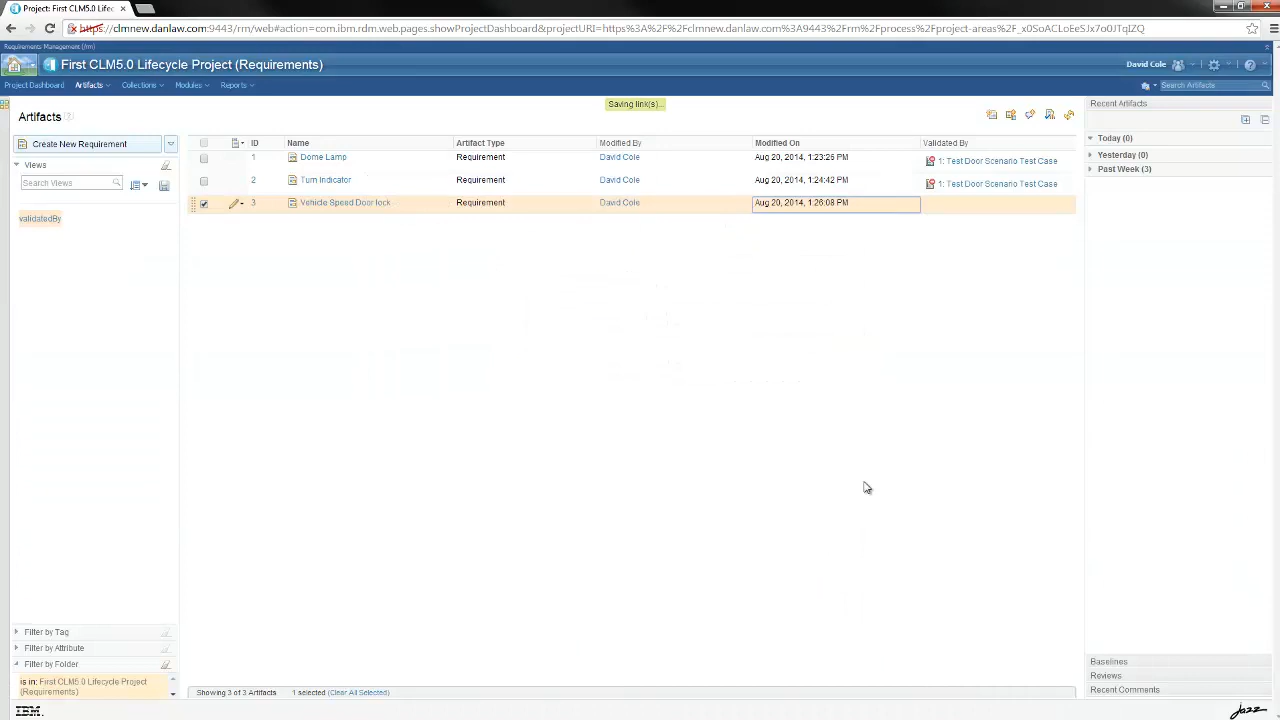 Project: First CLM5.0 Lifec
https://clmnew.danlaw.com:9443/rm/web#action=com.ibm.rdm.web.pages.showProjectDashboard&projectURI=https%3A%2F%2Fclmnew.danlaw.com%3A9443%2Frm%2Fprocess%2Fproject-areas%2F_x0SoACLoEeSJx7o0JTqIZQ
Requirements Management (/rm)
First CLM5.0 Lifecycle Project (Requirements)
David Cole
Project Dashboard Artifacts Collections Modules Reports
Search Artifacts
Saving link(s)...
Recent Artifacts
Artifacts (2)
Create New Requirement
ID Name Artifact Type Modified By Modified On Validated By
Today (0)
1 Dome Lamp Requirement David Cole Aug 20, 2014, 1:23:25 PM 1: Test Door Scenario Test Case
Yesterday (0)
Views
Past Week (3)
Search Views
2 Turn Indicator Requirement David Cole Aug 20, 2014, 1:24:42 PM 1: Test Door Scenario Test Case
3 Vehicle Speed Door lock Requirement David Cole Aug 20, 2014, 1:26:08 PM
validatedBy
Filter by Tag
Filter by Attribute
Filter by Folder
is in: First CLM5.0 Lifecycle Project
(Requirements)
Baselines
Reviews
Recent Comments
Showing 3 of 3 Artifacts 1 selected (Clear All Selected)
IBM.
jazz